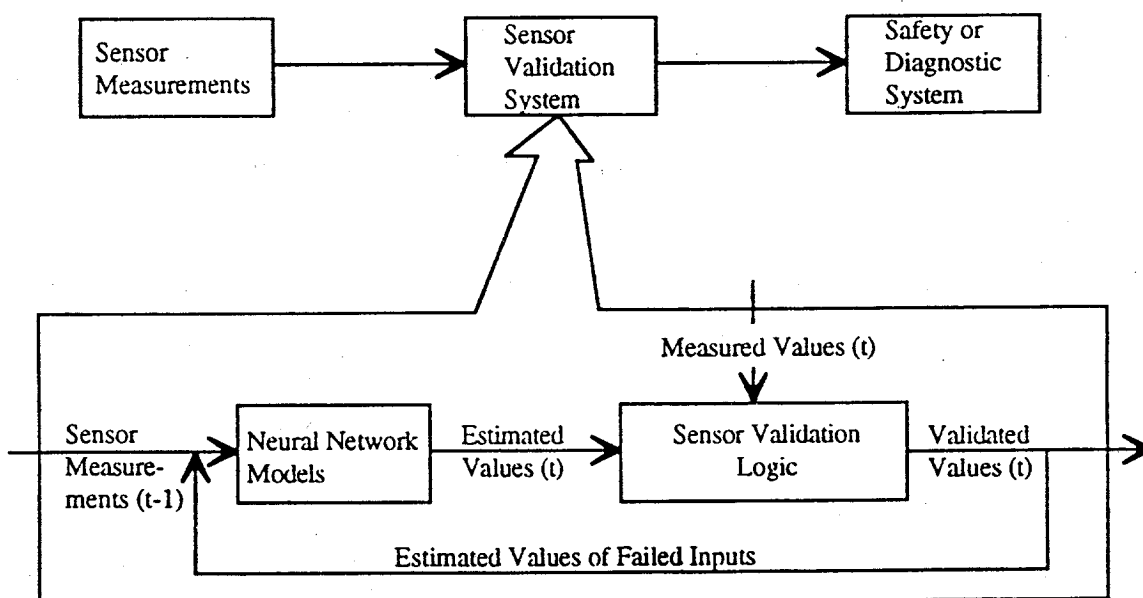 Sensor
Measurements
Sensor
Validation
System
Safety or
Diagnostic
System
Measured Values (t)
Sensor
Measure-
ments (t-1)
Neural Network
Models
Estimated
Values (t)
Sensor Validation
Logic
Validated
Values (t)
Estimated Values of Failed Inputs